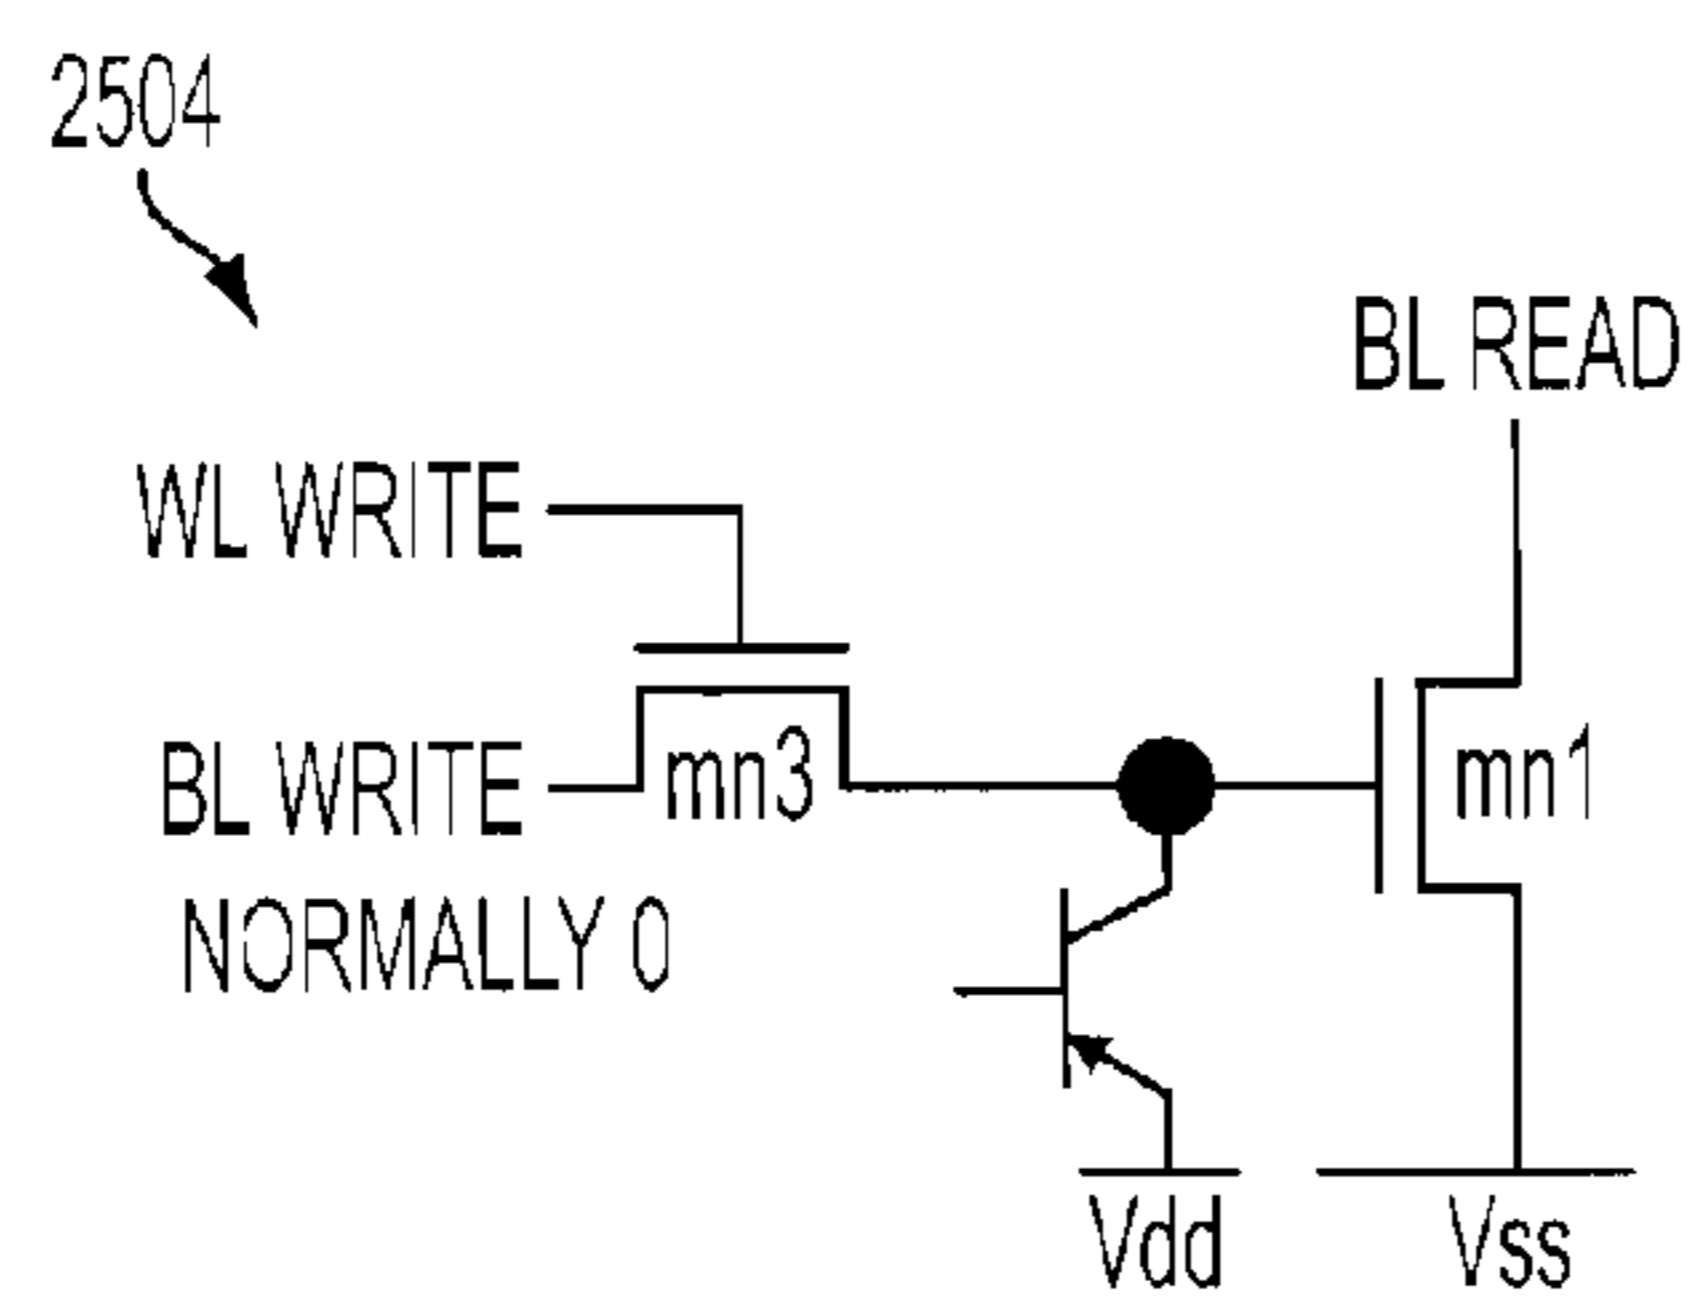 2504
BL READ
WL WRITE
BL WRITE
mn3
mn1
NORMALLY 0
Vdd
Vss